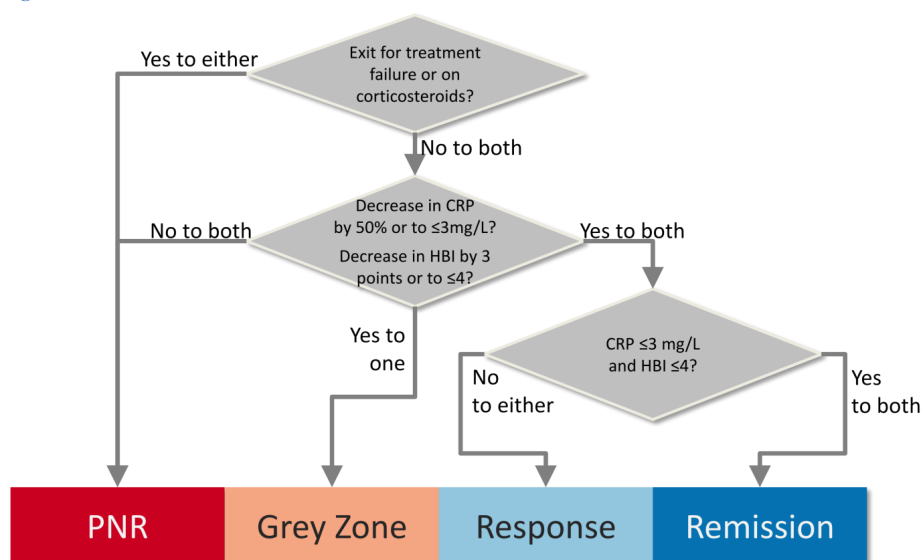 Exit for treatment
failure or on
corticosteroids?
Yes to either
No to both
Decrease in CRP
by 50% or to ≤3mg/L?
Decrease in HBI by 3
points or to ≤4?
No to both
Yes to both
Yes to
one
CRP ≤3 mg/L
and HBI ≤4?
No
to either
Yes
to both
PNR
Grey Zone
Response
Remission